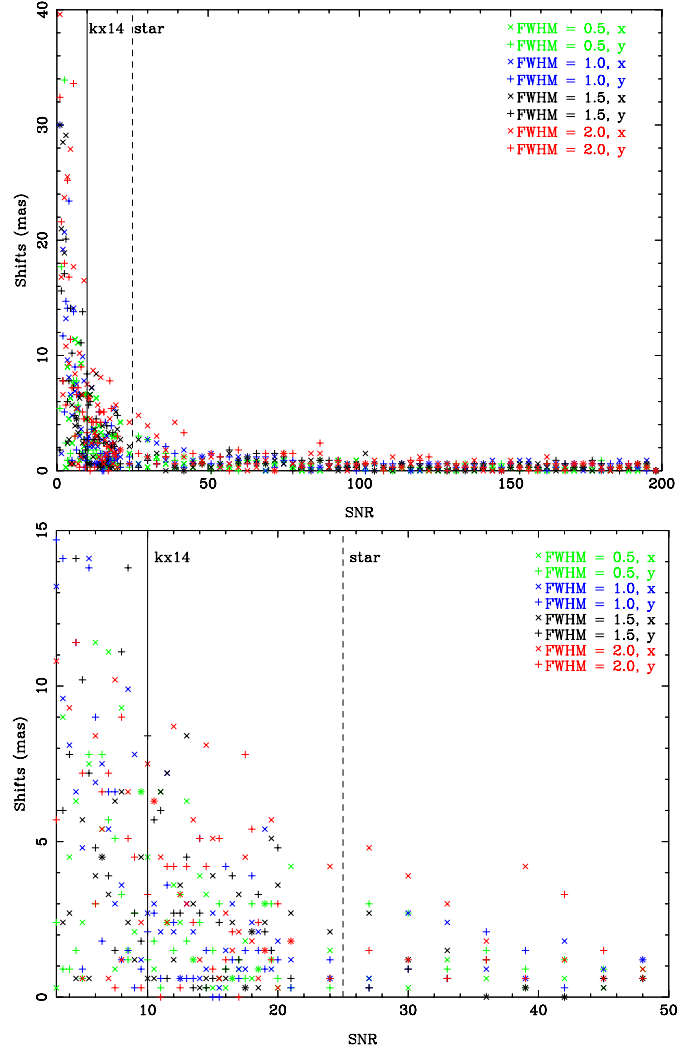 40
kx14 star
×FWHM = 0.5, x
+FWHM = 0.5, y
×FWHM = 1.0, x
+FWHM = 1.0, y
×FWHM = 1.5, x
+FWHM = 1.5, y
×FWHM = 2.0, x
+FWHM = 2.0, y
30
20
10
0
Shifts (mas)
0 50 100 150 200
SNR
15
kx14 star
×FWHM = 0.5, x
+FWHM = 0.5, y
×FWHM = 1.0, x
+FWHM = 1.0, y
×FWHM = 1.5, x
+FWHM = 1.5, y
×FWHM = 2.0, x
+FWHM = 2.0, y
10
5
0
Shifts (mas)
10 20 30 40 50
SNR